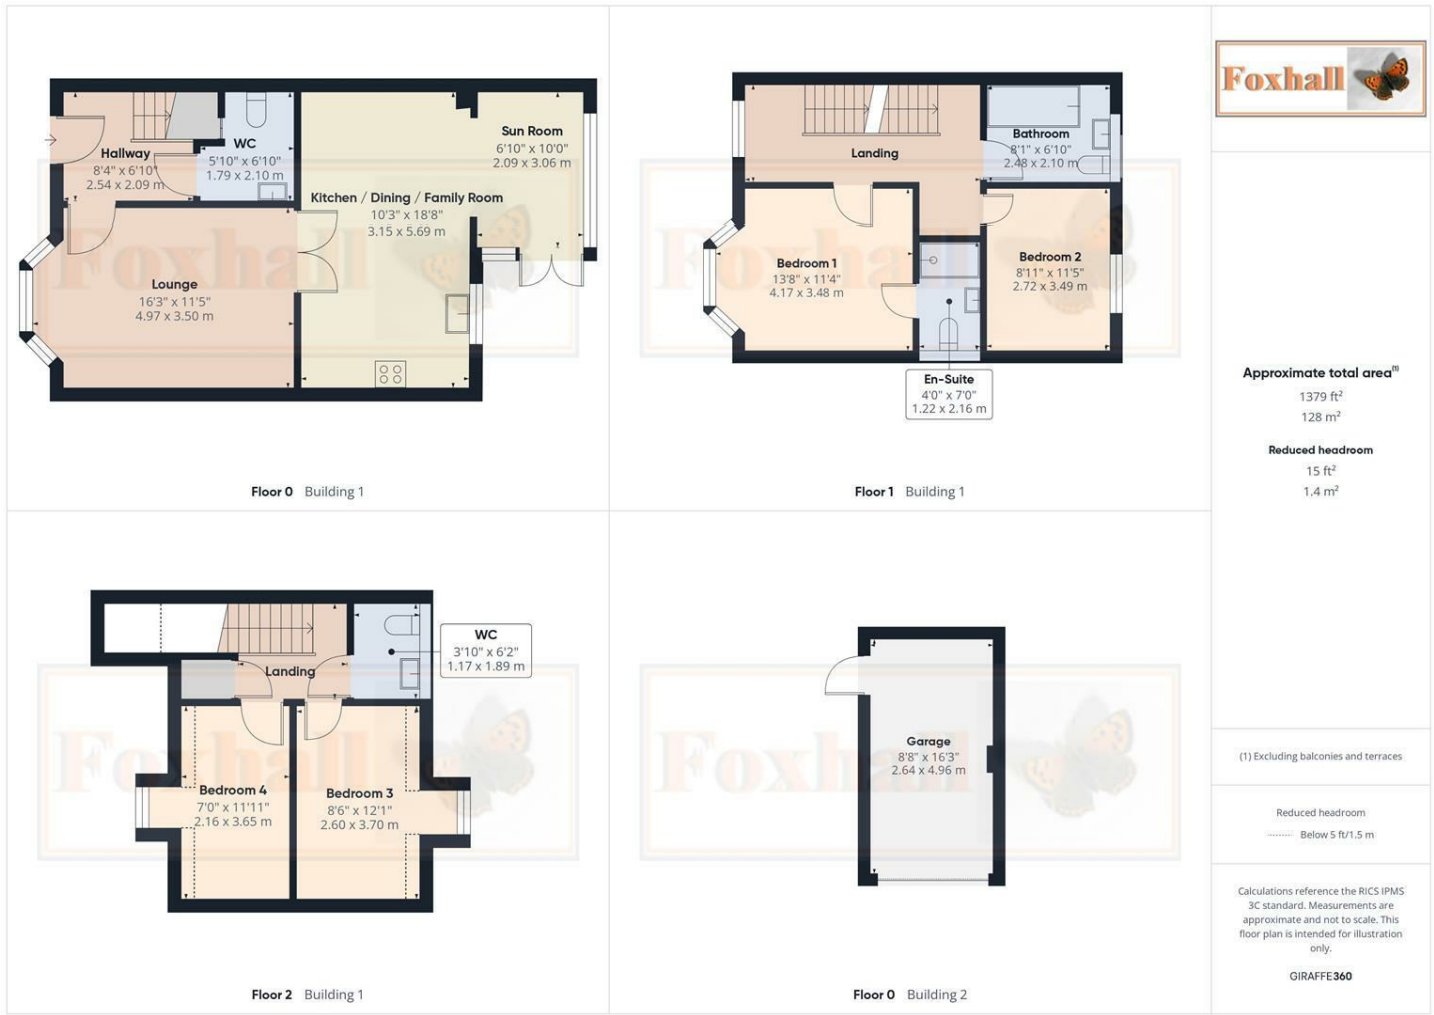 Hallway
8'4" x 6'10"
2.54 x 2.09 m
WC
5'10" x 6'10"
1.79 x 2.10 m
Sun Room
6'10" x 10'0"
2.09 x 3.06 m
Kitchen / Dining / Family Room
10'3" x 18'8"
3.15 x 5.69 m
Lounge
16'3" x 11'5"
4.97 x 3.50 m
Foxhall
Floor 0 Building 1
Landing
Bathroom
8'1" x 6'10"
2.48 x 2.10 m
Bedroom 1
13'8" x 11'4"
4.17 x 3.48 m
Bedroom 2
8'11" x 11'5"
2.72 x 3.49 m
En-Suite
4'0" x 7'0"
1.22 x 2.16 m
Foxhall
Floor 1 Building 1
WC
3'10" x 6'2"
1.17 x 1.89 m
Landing
Bedroom 4
7'0" x 11'11"
2.16 x 3.65 m
Bedroom 3
8'6" x 12'1"
2.60 x 3.70 m
Foxhall
Floor 2 Building 1
Garage
8'8" x 16'3"
2.64 x 4.96 m
Foxhall
Floor 0 Building 2
Foxhall
Approximate total area(1)
1379 ft²
128 m²
Reduced headroom
15 ft²
1.4 m²
(1) Excluding balconies and terraces
Reduced headroom
Below 5 ft/1.5 m
Calculations reference the RICS IPMS
3C standard. Measurements are
approximate and not to scale. This
floor plan is intended for illustration
only.
GIRAFFE360